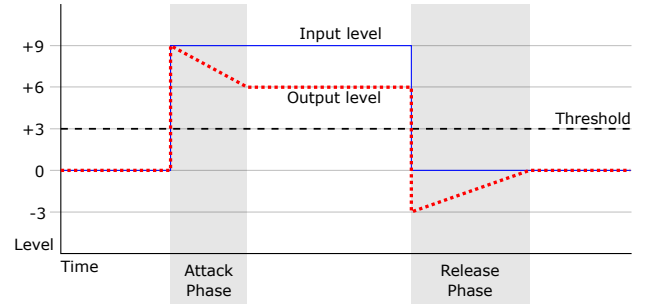 +9
Input level
+6
Output level
+3
Threshold
0
-3
Level
Time
Attack
Phase
Release
Phase